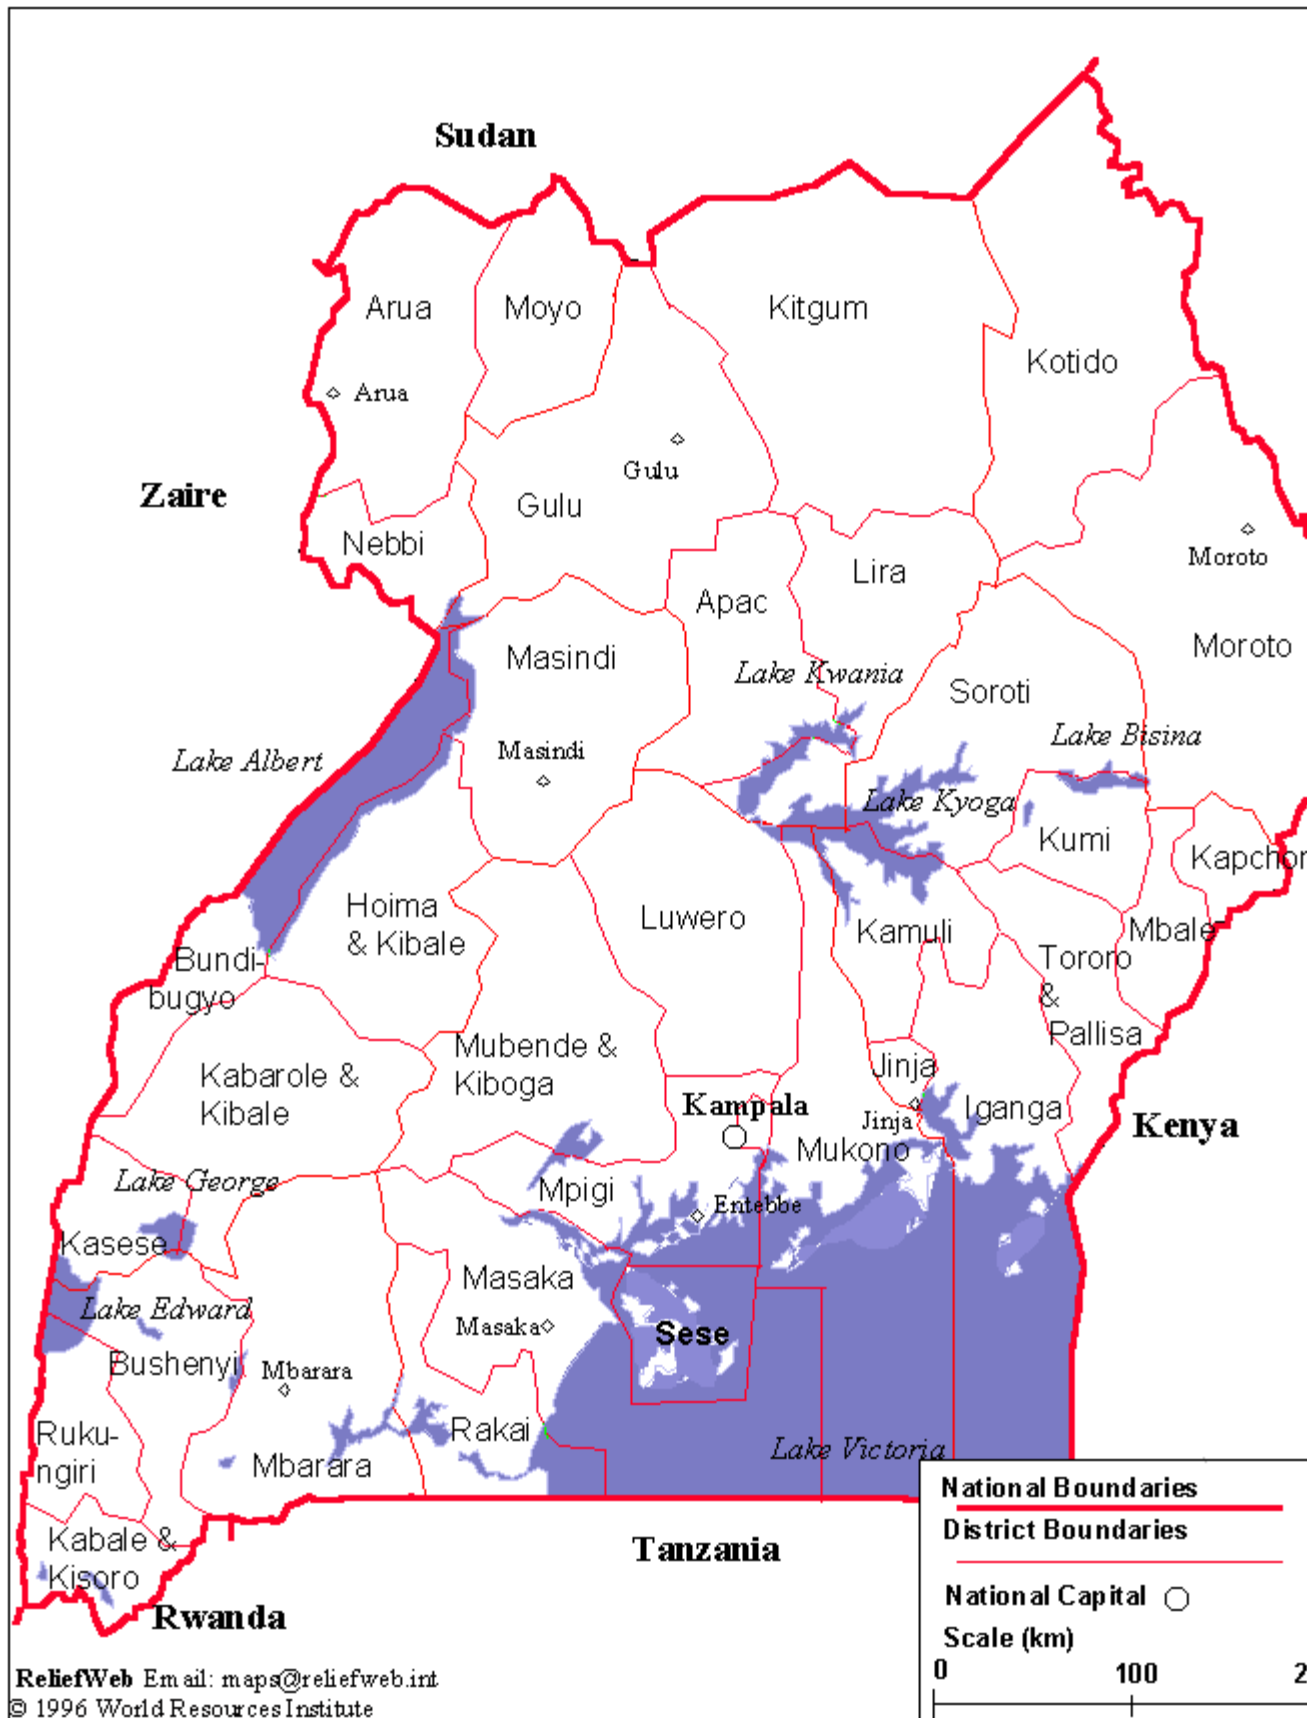 Sudan
Arua
Moyo
Kitgum
Kotido
Arua
Gulu
Zaire
Gulu
Nebbi
Moroto
Lira
Apac
Moroto
Masindi
Lake Kwania
Soroti
Lake Albert
Masindi
Lake Bisina
Lake Kyoga
Kumi
Kapchor
Hoima
& Kibale
Luwero
Kamuli
Mbale
Bundi-
bugyo
Tororo
&
Pallisa
Mubende &
Kiboga
Kabarole &
Kibale
Jinja
Kampala
Jinja
Iganga
Kenya
Mukono
Lake George
Mpigi
Entebbe
Kasese
Masaka
Lake Edward
Masaka
Sese
Bushenyi
Mbarara
Ruku-
ngiri
Rakai
Mbarara
Lake Victoria
Kabale &
Kisoro
Tanzania
Rwanda
National Boundaries
District Boundaries
National Capital
Scale (km)
0 100 2
ReliefWeb Email: maps@reliefweb.int
© 1996 World Resources Institute